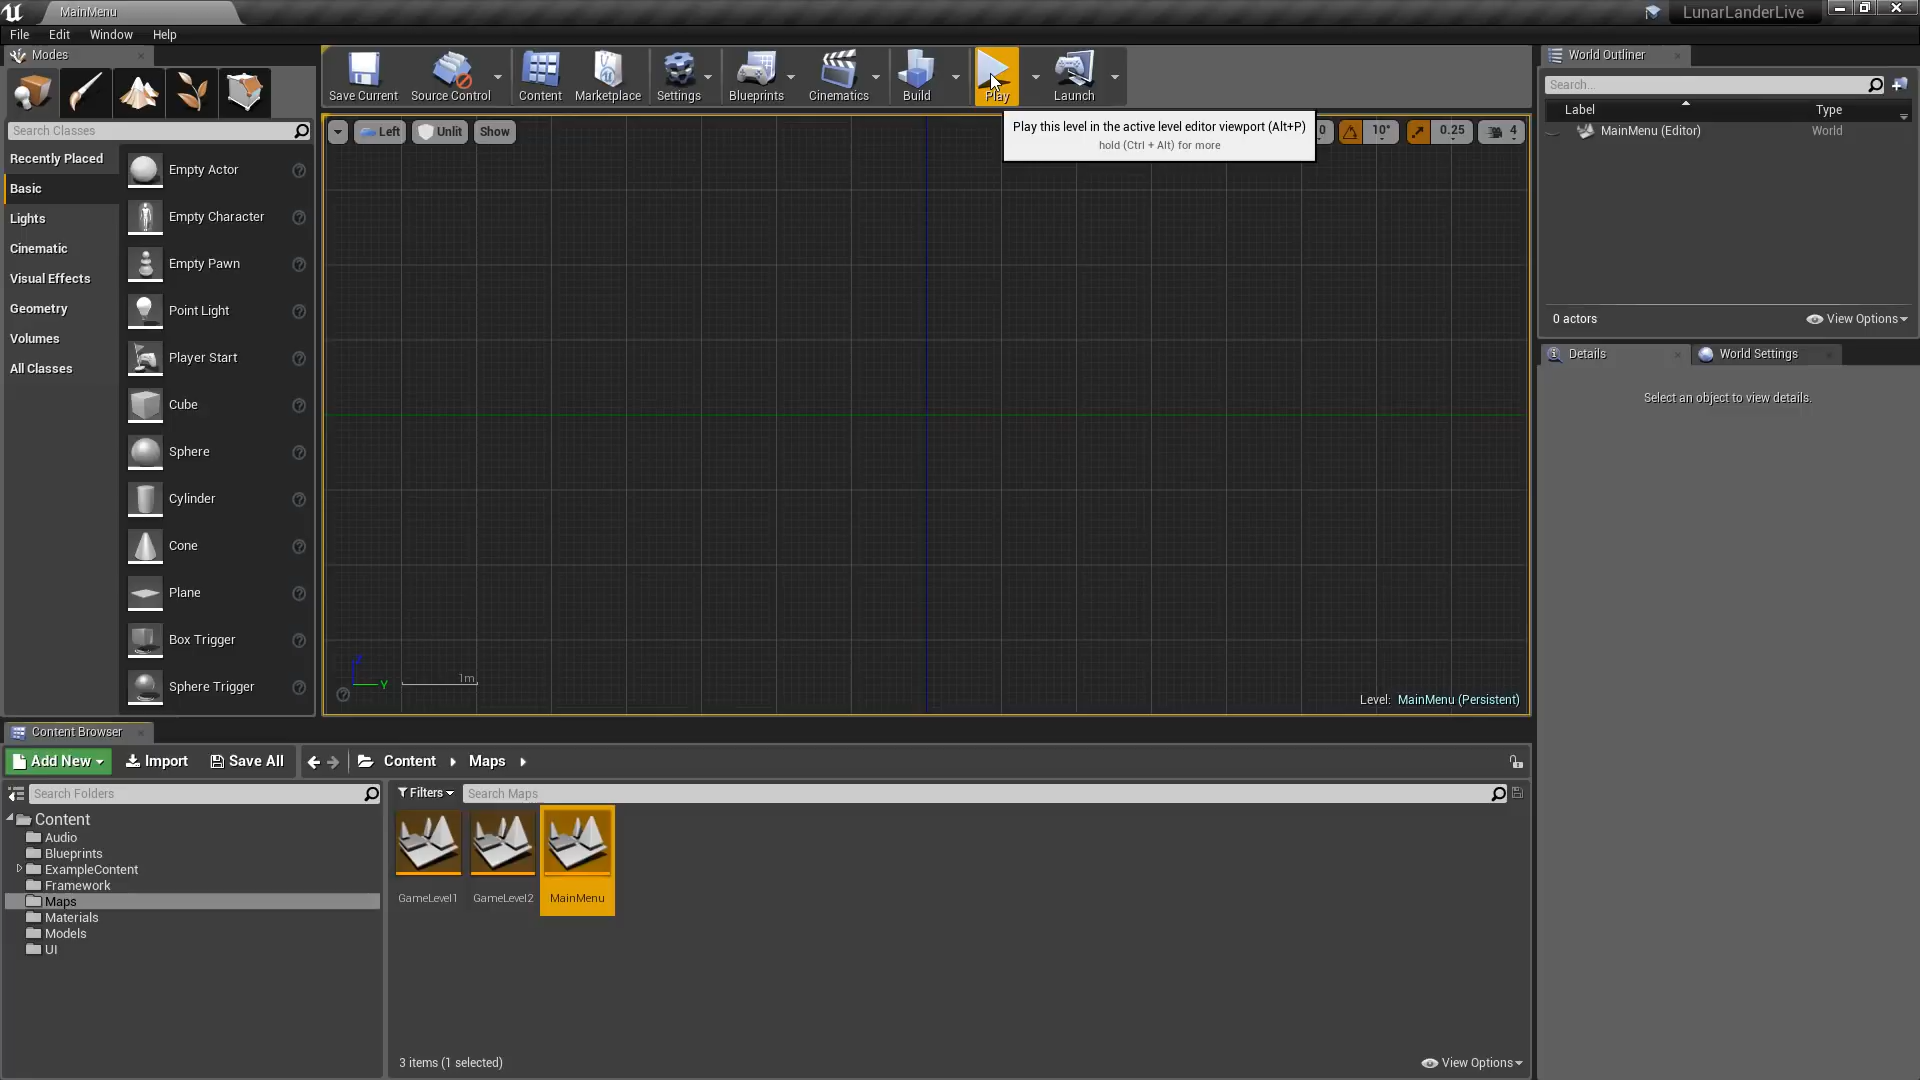 MainMenu
LunarLanderLive
File Edit Window Help
Modes
Search Classes
Recently Placed
Basic
Lights
Cinematic
Visual Effects
Geometry
Volumes
All Classes
Empty Actor
Empty Character
Empty Pawn
Point Light
Player Start
Cube
Sphere
Cylinder
Cone
Plane
Box Trigger
Sphere Trigger
Save Current Source Control Content Marketplace Settings Blueprints Cinematics Build Play Launch
Left Unlit Show
Play this level in the active level editor viewport (Alt+P)
hold (Ctrl + Alt) for more
0 10° 0.25 4
Y
1m
Level: MainMenu (Persistent)
World Outliner
Search...
Label Type
MainMenu (Editor) World
0 actors View Options
Details World Settings
Select an object to view details.
Content Browser
Add New Import Save All Content Maps
Search Folders
Content
Audio
Blueprints
ExampleContent
Framework
Maps
Materials
Models
UI
Filters Search Maps
GameLevel1 GameLevel2 MainMenu
3 items (1 selected) View Options